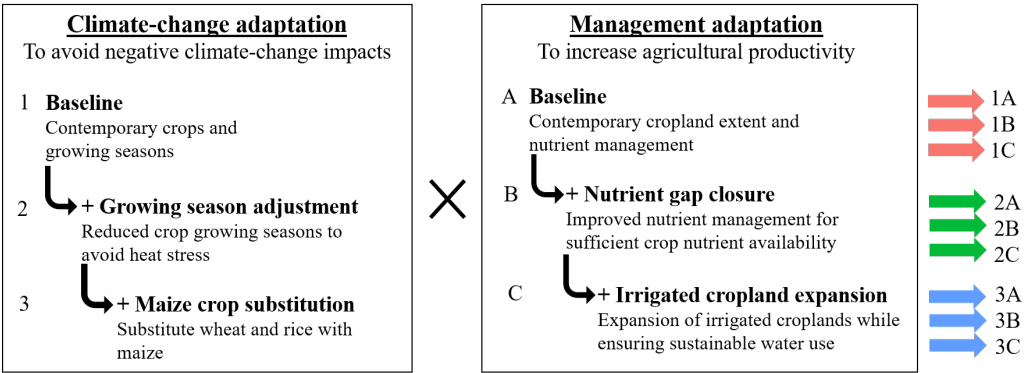 Climate-change adaptation
To avoid negative climate-change impacts
1 Baseline
Contemporary crops and
growing seasons
2 + Growing season adjustment
Reduced crop growing seasons to
avoid heat stress
3 + Maize crop substitution
Substitute wheat and rice with
maize
×
Management adaptation
To increase agricultural productivity
A Baseline
Contemporary cropland extent and
nutrient management
B + Nutrient gap closure
Improved nutrient management for
sufficient crop nutrient availability
C + Irrigated cropland expansion
Expansion of irrigated croplands while
ensuring sustainable water use
1A
1B
1C
2A
2B
2C
3A
3B
3C